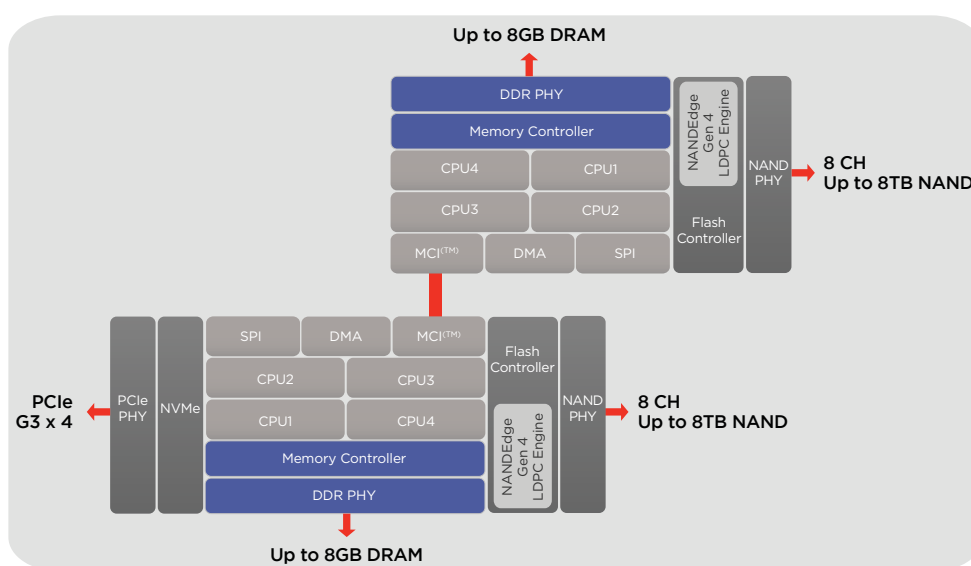 Up to 8GB DRAM
DDR PHY
Memory Controller
CPU4
CPU1
CPU3
CPU2
MCI(TM)
DMA
SPI
NANDEdge
Gen 4
LDPC Engine
Flash
Controller
NAND
PHY
8 CH
Up to 8TB NAND
PCIe
G3 x 4
PCIe
PHY
NVMe
SPI
DMA
MCI(TM)
CPU2
CPU3
CPU1
CPU4
Memory Controller
DDR PHY
Flash
Controller
NANDEdge
Gen 4
LDPC Engine
NAND
PHY
8 CH
Up to 8TB NAND
Up to 8GB DRAM